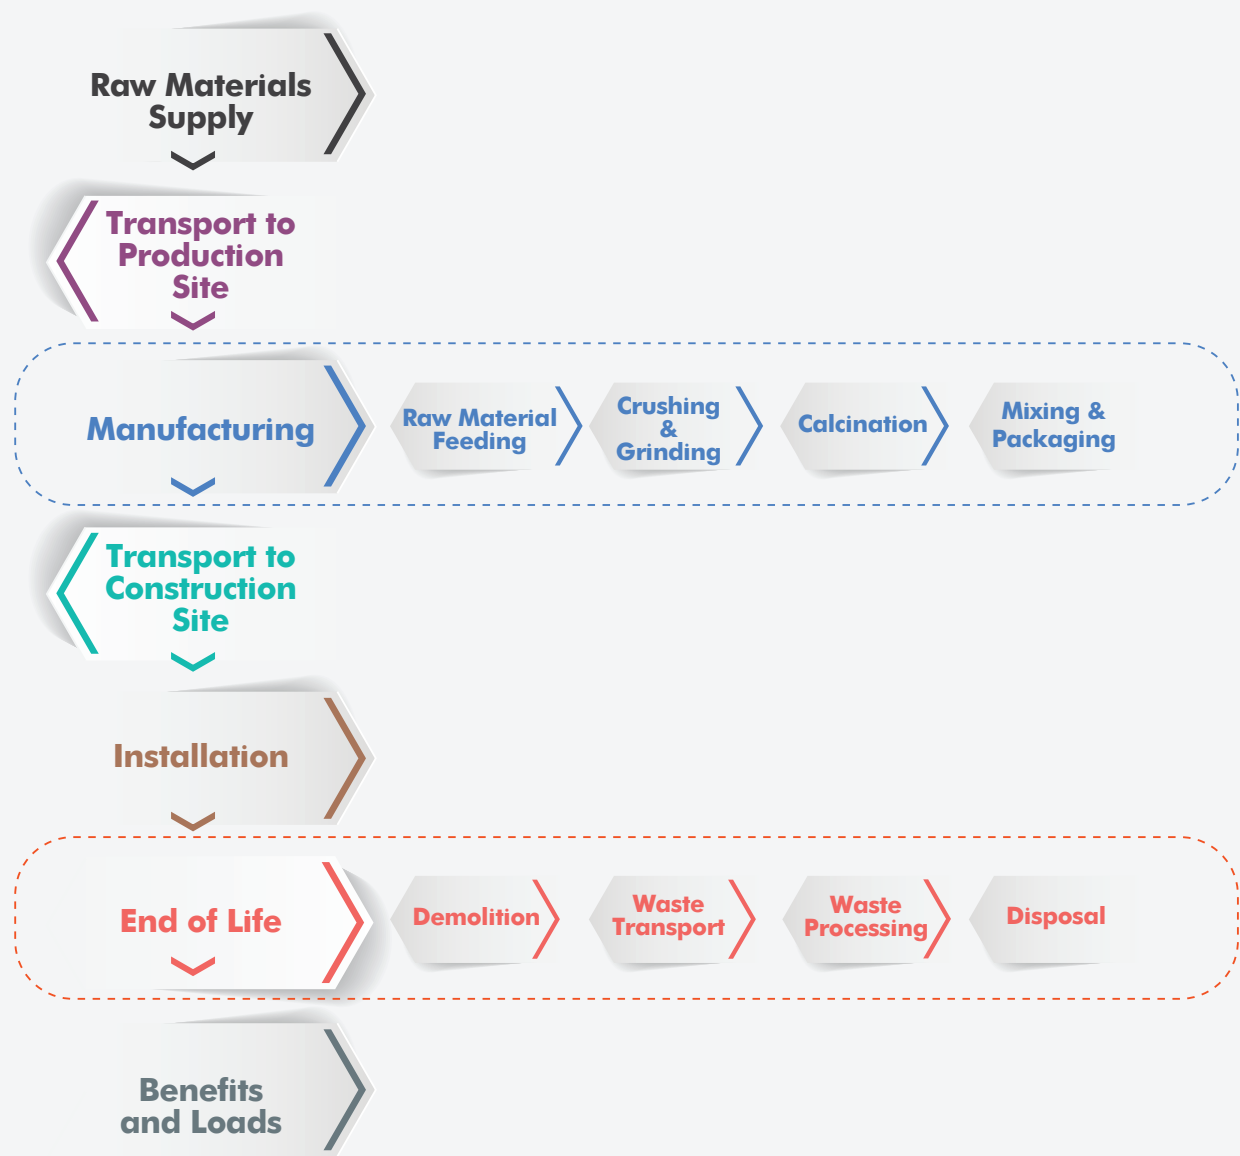 Raw Materials
Supply
Transport to
Production
Site
Manufacturing
Raw Material
Feeding
Crushing
&
Grinding
Calcination
Mixing &
Packaging
Transport to
Construction
Site
Installation
End of Life
Demolition
Waste
Transport
Waste
Processing
Disposal
Benefits
and Loads